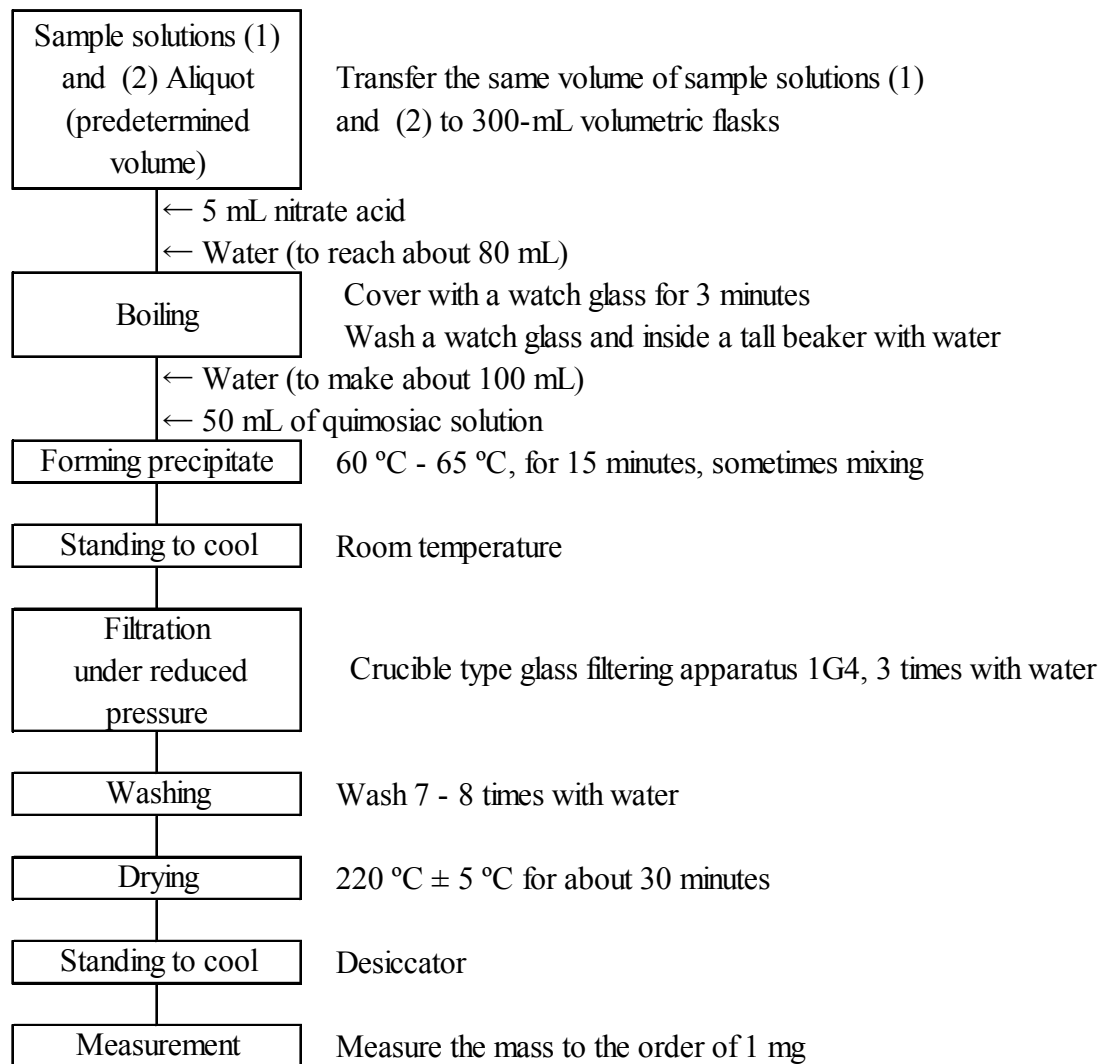 Sample solutions (1)
and (2) Aliquot
(predetermined
volume)
Transfer the same volume of sample solutions (1)
and (2) to 300-mL volumetric flasks
← 5 mL nitrate acid
← Water (to reach about 80 mL)
Boiling
Cover with a watch glass for 3 minutes
Wash a watch glass and inside a tall beaker with water
← Water (to make about 100 mL)
← 50 mL of quimosiac solution
Forming precipitate
60 ºC - 65 ºC, for 15 minutes, sometimes mixing
Standing to cool
Room temperature
Filtration
under reduced
pressure
Crucible type glass filtering apparatus 1G4, 3 times with water
Washing
Wash 7 - 8 times with water
Drying
220 ºC ± 5 ºC for about 30 minutes
Standing to cool
Desiccator
Measurement
Measure the mass to the order of 1 mg